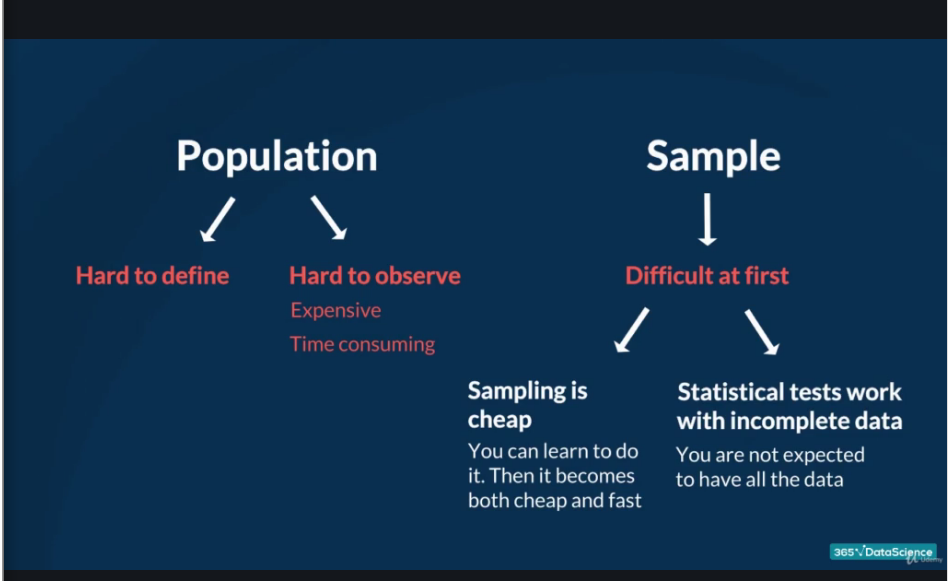 Population
Hard to define
Hard to observe
Expensive
Time consuming
Sample
Difficult at first
Sampling is
cheap
You can learn to do
it. Then it becomes
both cheap and fast
Statistical tests work
with incomplete data
You are not expected
to have all the data
365√DataScience
Udemy